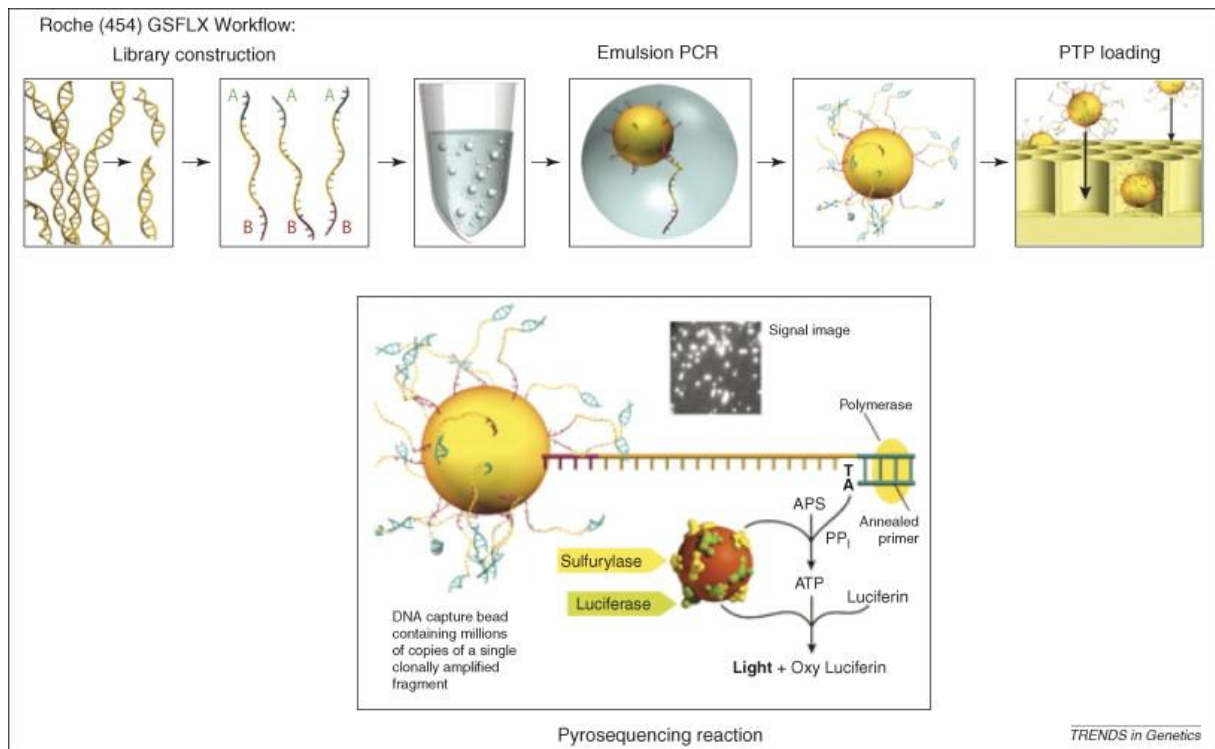 Roche (454) GSFLX Workflow:
Library construction
Emulsion PCR
PTP loading
A A A
B B B
Signal image
Polymerase
T
A
Annealed
primer
APS
PPI
Sulfurylase
ATP
Luciferin
Luciferase
DNA capture bead
containing millions
of copies of a single
clonally amplified
fragment
Light + Oxy Luciferin
Pyrosequencing reaction
TRENDS in Genetics